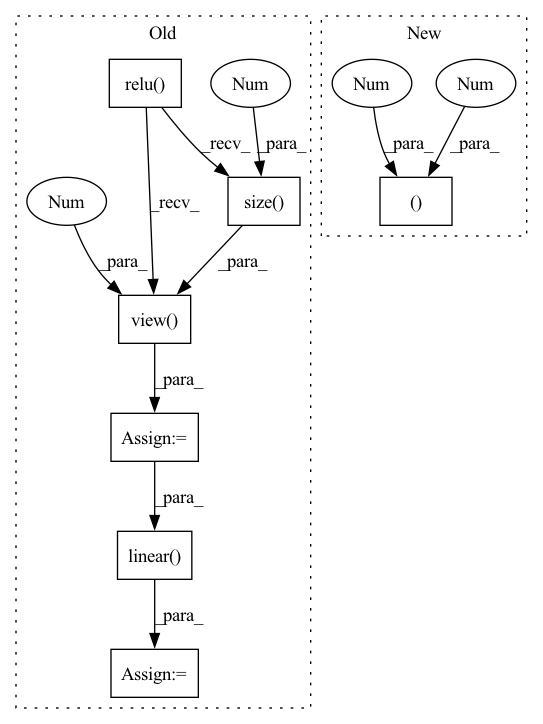 Old
New
relu()
Num
Num
Num
_recv_
_para_
_para_
_para_
Num
_recv_
size()
()
_para_
_para_
view()
_para_
Assign:=
_para_
linear()
_para_
Assign:=